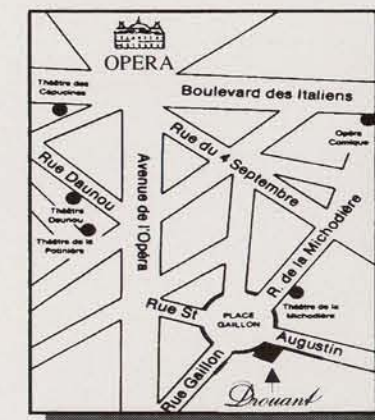 OPERA
Théâtre des
Capucines
Boulevard des Italiens
Opéra
Comique
Rue du 4 Septembre
Rue Daunou
Avenue de l'Opéra
Théâtre
Daunou
Théâtre de la
Potinière
R. de la Michodière
Théâtre de la
Michodière
Rue St
PLACE
GAILLON
Augustin
Rue Gaillon
Drouant